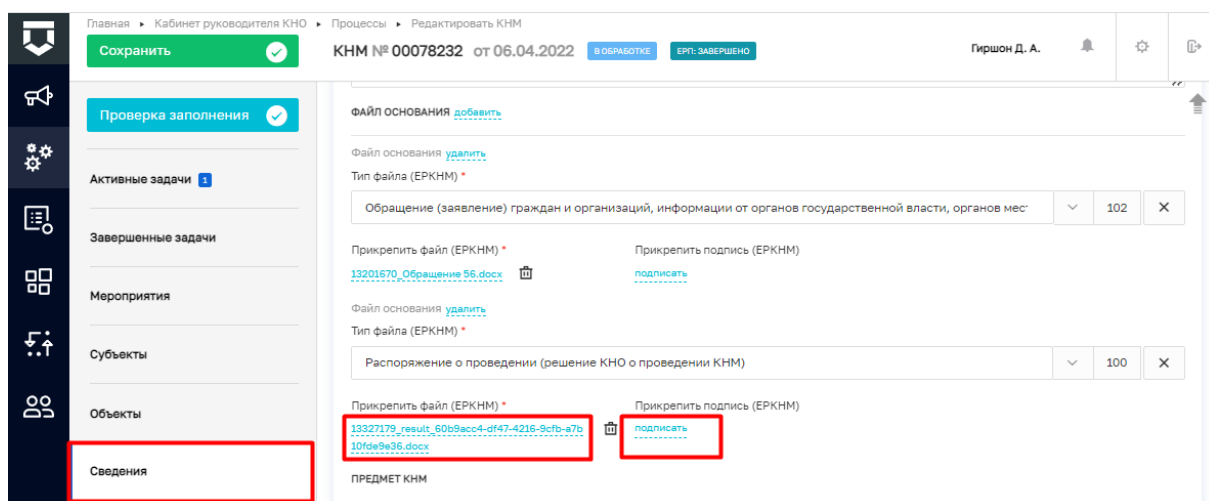 Главная ▸ Кабинет руководителя КНО ▸ Процессы ▸ Редактировать КНМ
Сохранить
КНМ № 00078232 от 06.04.2022 В ОБРАБОТКЕ ЕРП: ЗАВЕРШЕНО
Гиршон Д. А.
Проверка заполнения
Активные задачи 1
Завершенные задачи
Мероприятия
Субъекты
Объекты
Сведения
ФАЙЛ ОСНОВАНИЯ добавить
Файл основания удалить
Тип файла (ЕРКНМ) *
Обращение (заявление) граждан и организаций, информации от органов государственной власти, органов мест 102
Прикрепить файл (ЕРКНМ) * Прикрепить подпись (ЕРКНМ)
13201670_Обращение 56.docx подписать
Файл основания удалить
Тип файла (ЕРКНМ) *
Распоряжение о проведении (решение КНО о проведении КНМ) 100
Прикрепить файл (ЕРКНМ) * Прикрепить подпись (ЕРКНМ)
13327179_result_60b9acc4-df47-4216-9cfb-a7b подписать
10fde9e36.docx
ПРЕДМЕТ КНМ